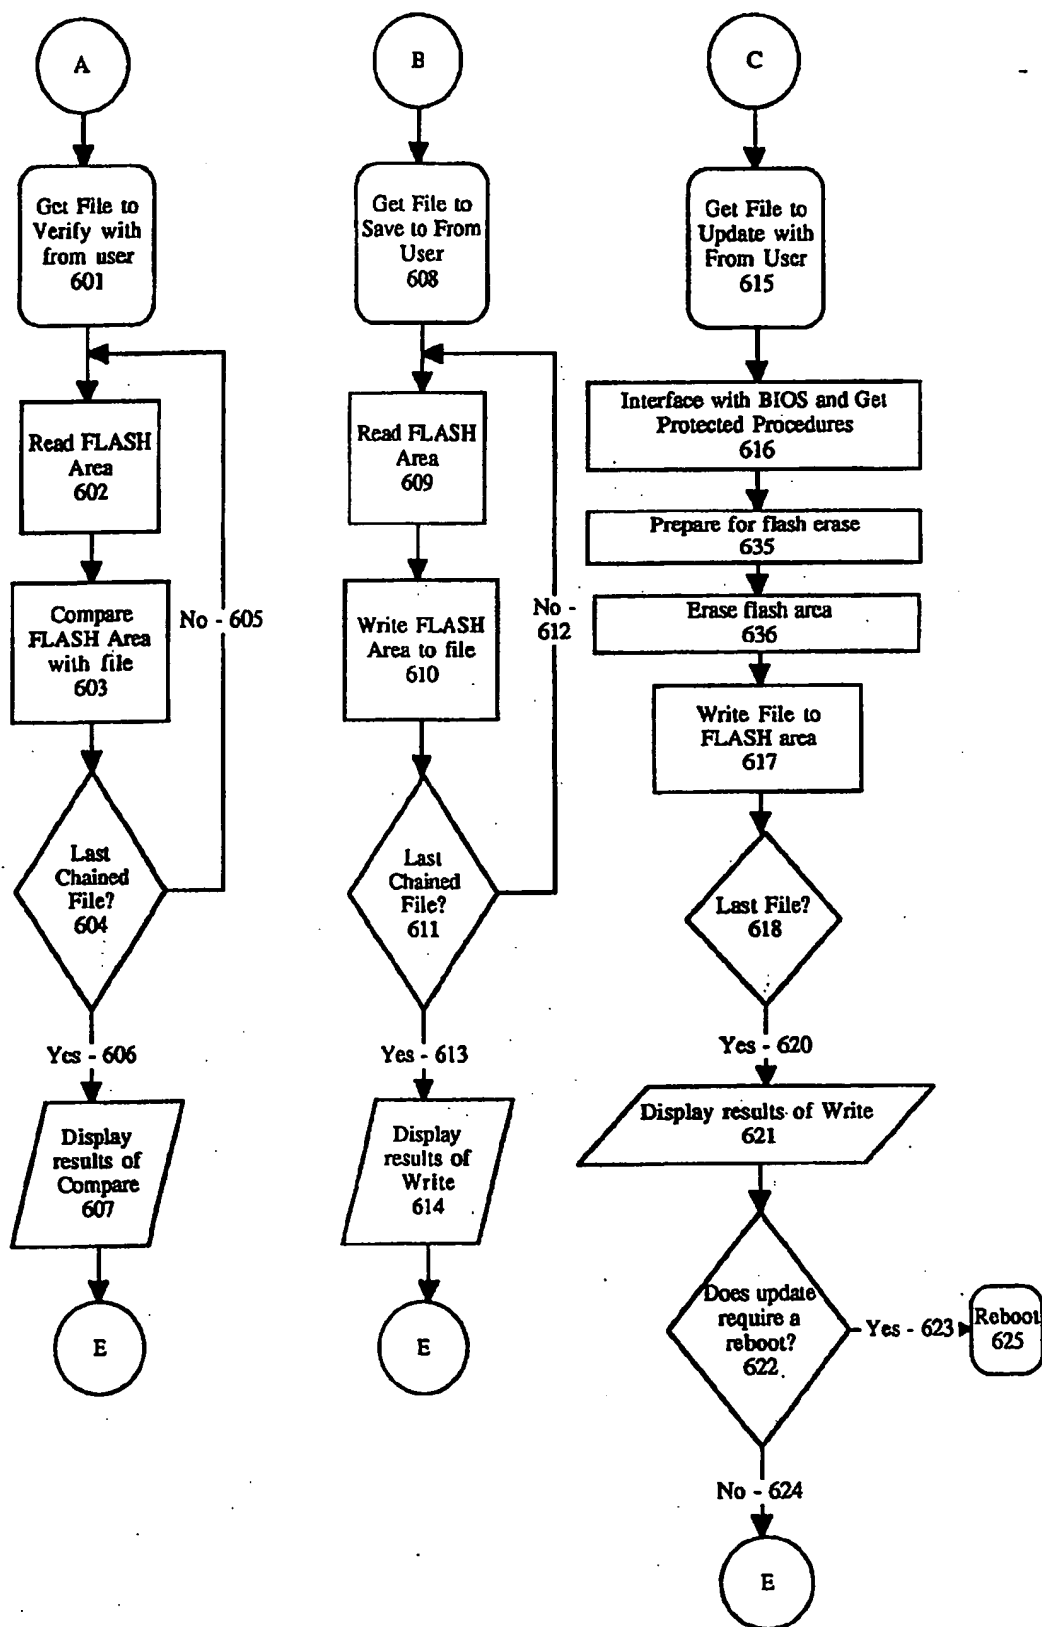 A
Get File to
Verify with
from user
601
Read FLASH
Area
602
Compare
FLASH Area
with file
603
No - 605
Last
Chained
File?
604
Yes - 606
Display
results of
Compare
607
E
B
Get File to
Save to From
User
608
Read FLASH
Area
609
Write FLASH
Area to file
610
No -
612
Last
Chained
File?
611
Yes - 613
Display
results of
Write
614
E
C
Get File to
Update with
From User
615
Interface with BIOS and Get
Protected Procedures
616
Prepare for flash erase
635
Erase flash area
636
Write File to
FLASH area
617
Last File?
618
Yes - 620
Display results of Write
621
Does update
require a
reboot?
622
Yes - 623
Reboot
625
No - 624
E